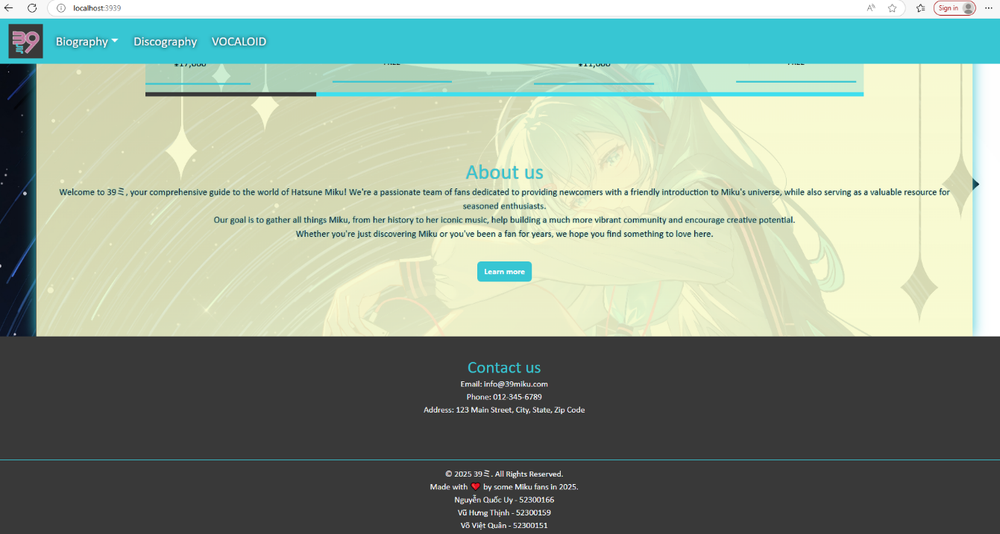 localhost:3939
Sign in
39
Biography
Discography
VOCALOID
¥17,600
FREE
¥11,000
FREE
About us
Welcome to 39ミ, your comprehensive guide to the world of Hatsune Miku! We're a passionate team of fans dedicated to providing newcomers with a friendly introduction to Miku's universe, while also serving as a valuable resource for
seasoned enthusiasts.
Our goal is to gather all things Miku, from her history to her iconic music, help building a much more vibrant community and encourage creative potential.
Whether you're just discovering Miku or you've been a fan for years, we hope you find something to love here.
Learn more
Contact us
Email: info@39miku.com
Phone: 012-345-6789
Address: 123 Main Street, City, State, Zip Code
© 2025 39ミ. All Rights Reserved.
Made with ❤ by some Miku fans in 2025.
Nguyễn Quốc Uy - 52300166
Vũ Hưng Thịnh - 52300159
Võ Việt Quân - 52300151